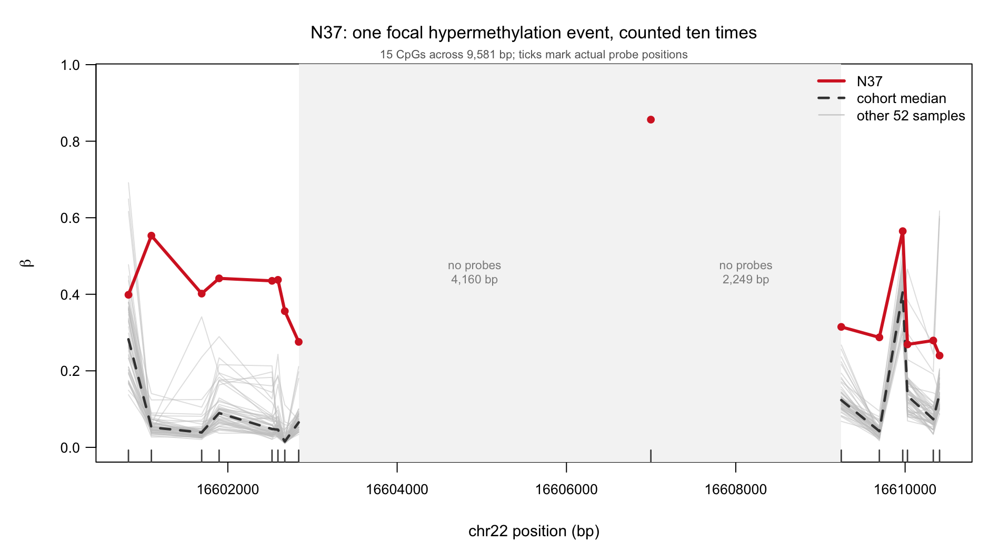 N37: one focal hypermethylation event, counted ten times
15 CpGs across 9,581 bp; ticks mark actual probe positions
1.0
0.8
0.6
0.4
0.2
0.0
β
N37
cohort median
other 52 samples
no probes
4,160 bp
no probes
2,249 bp
16602000
16604000
16606000
16608000
16610000
chr22 position (bp)